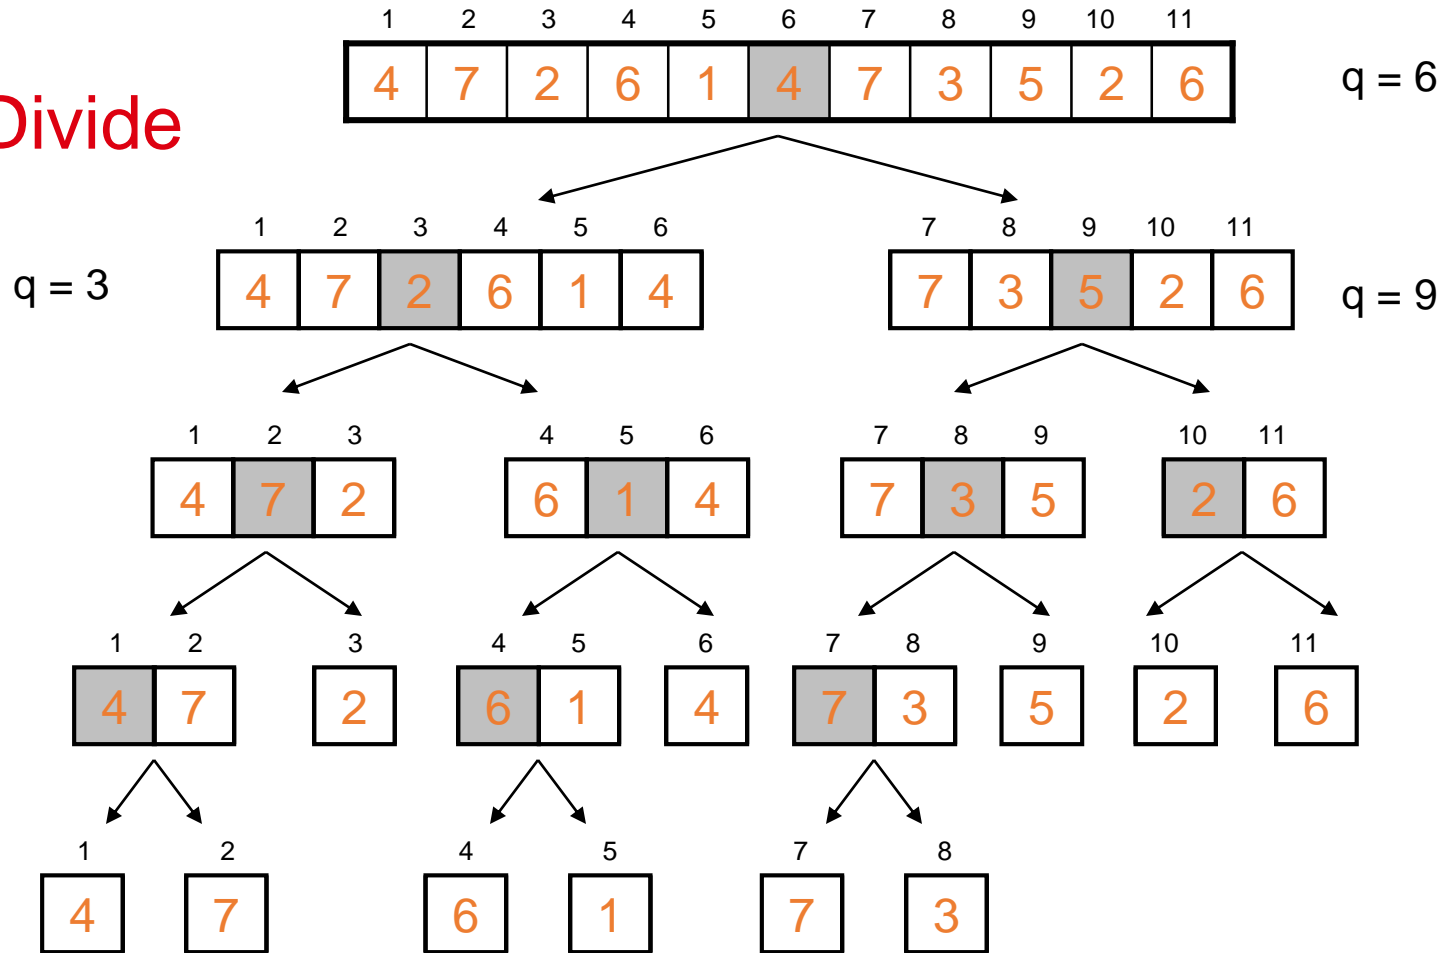 1 2 3 4 5 6 7 8 9 10 11
4 7 2 6 1 4 7 3 5 2 6
q = 6
Divide
1 2 3 4 5 6
7 8 9 10 11
q = 3
4 7 2 6 1 4
7 3 5 2 6
q = 9
1 2 3
4 5 6
7 8 9
10 11
4 7 2
6 1 4
7 3 5
2 6
1 2 3 4 5 6 7 8 9 10 11
4 7 2 6 1 4 7 3 5 2 6
1 2 4 5 7 8
4 7 6 1 7 3